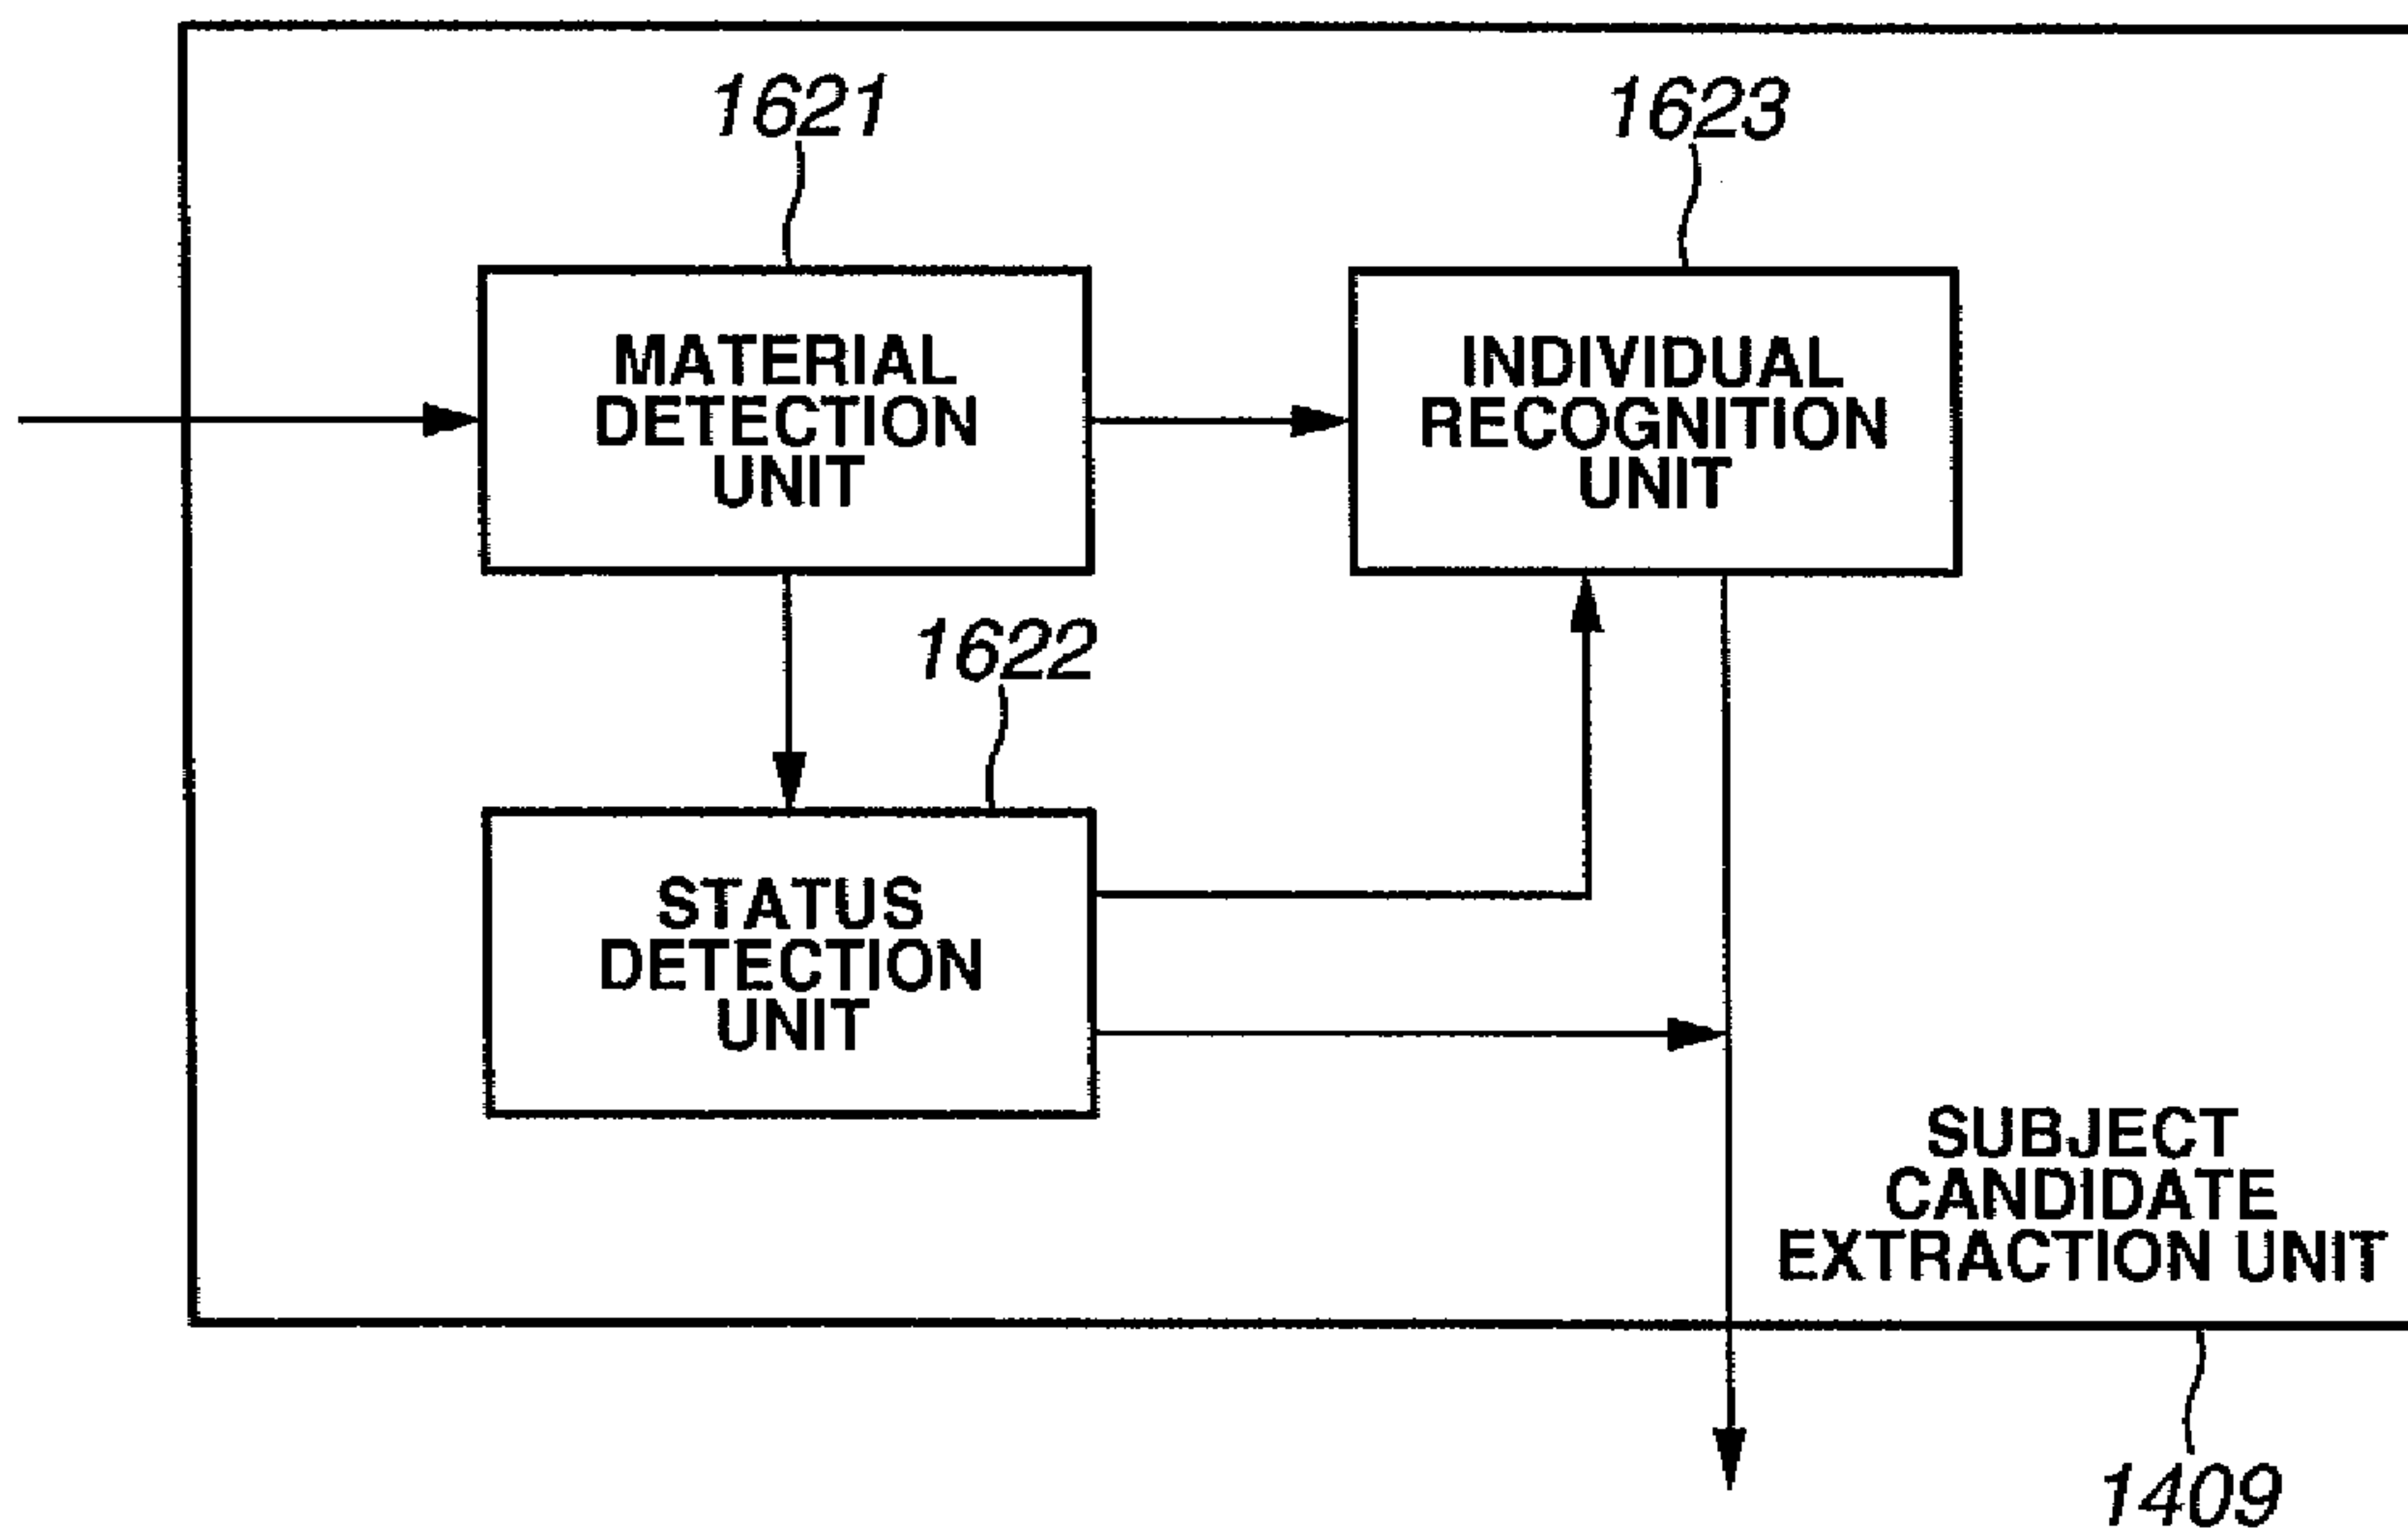 1621
1623
MATERIAL
DETECTION
UNIT
INDIVIDUAL
RECOGNITION
UNIT
1622
STATUS
DETECTION
UNIT
SUBJECT
CANDIDATE
EXTRACTION UNIT
1409